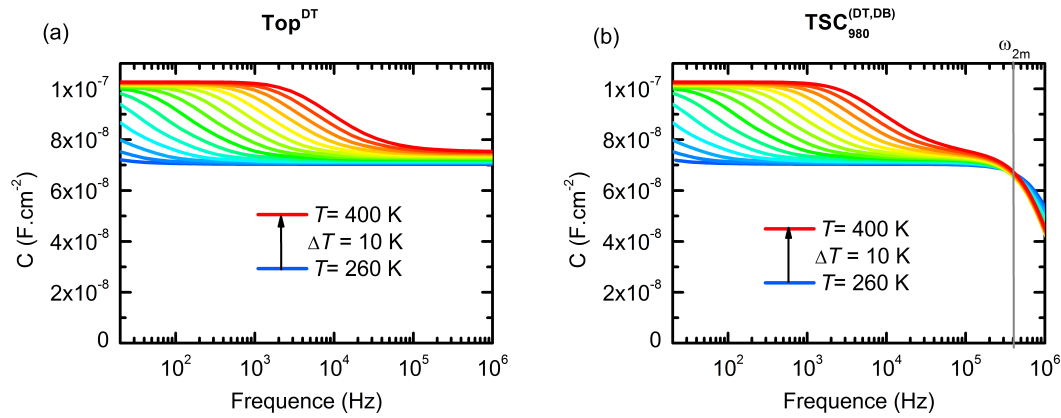 Top^DT
(a)
C (F.cm^-2)
1x10^-7
8x10^-8
6x10^-8
4x10^-8
2x10^-8
0
T= 400 K
ΔT = 10 K
T= 260 K
10^2 10^3 10^4 10^5 10^6
Frequence (Hz)
TSC_980^(DT,DB)
(b)
ω_2m
C (F.cm^-2)
1x10^-7
8x10^-8
6x10^-8
4x10^-8
2x10^-8
0
T= 400 K
ΔT = 10 K
T= 260 K
10^2 10^3 10^4 10^5 10^6
Frequence (Hz)